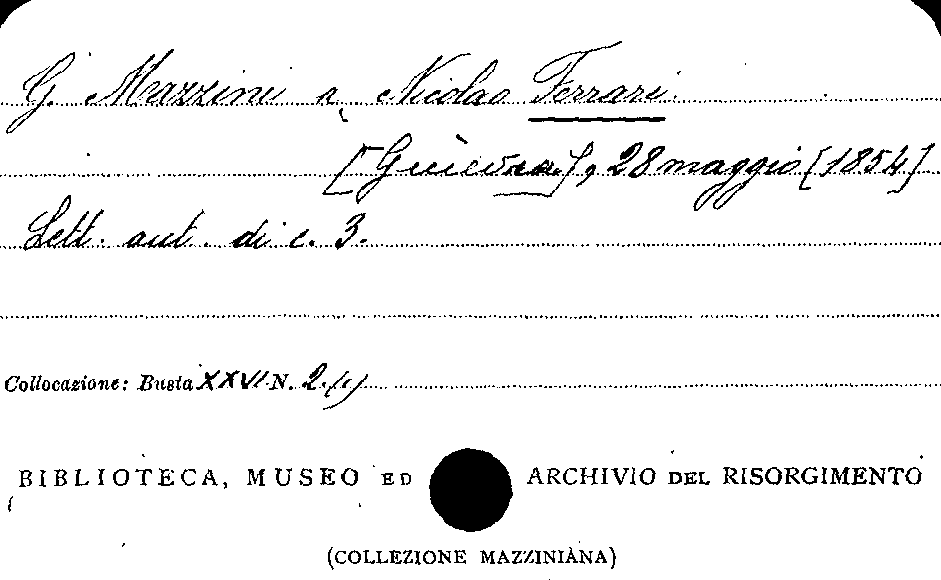 G. Mazzini a Nicolao Ferrari.
[Ginevra], 28 maggio [1854]
Lett. aut. di c. 3.
Collocazione: Busta XXVI N. 2.
BIBLIOTECA, MUSEO ED ARCHIVIO DEL RISORGIMENTO
(COLLEZIONE MAZZINIANA)